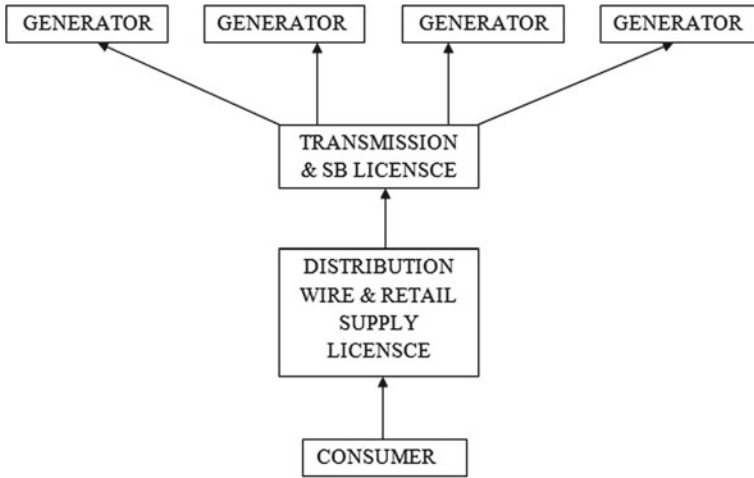 GENERATOR
GENERATOR
GENERATOR
GENERATOR
TRANSMISSION
& SB LICENSCE
DISTRIBUTION
WIRE & RETAIL
SUPPLY
LICENSCE
CONSUMER